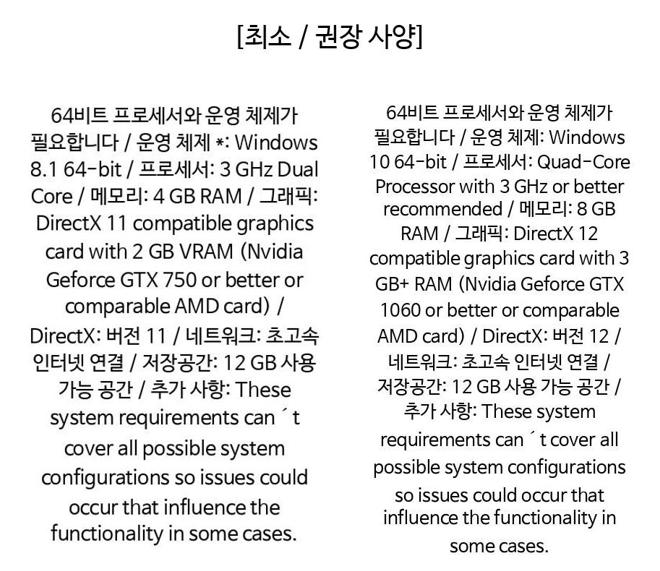 [최소 / 권장 사양]
64비트 프로세서와 운영 체제가
필요합니다 / 운영 체제 *: Windows
8.1 64-bit / 프로세서: 3 GHz Dual
Core / 메모리: 4 GB RAM / 그래픽:
DirectX 11 compatible graphics
card with 2 GB VRAM (Nvidia
Geforce GTX 750 or better or
comparable AMD card) /
DirectX: 버전 11 / 네트워크: 초고속
인터넷 연결 / 저장공간: 12 GB 사용
가능 공간 / 추가 사항: These
system requirements can ´ t
cover all possible system
configurations so issues could
occur that influence the
functionality in some cases.
64비트 프로세서와 운영 체제가
필요합니다 / 운영 체제: Windows
10 64-bit / 프로세서: Quad-Core
Processor with 3 GHz or better
recommended / 메모리: 8 GB
RAM / 그래픽: DirectX 12
compatible graphics card with 3
GB+ RAM (Nvidia Geforce GTX
1060 or better or comparable
AMD card) / DirectX: 버전 12 /
네트워크: 초고속 인터넷 연결 /
저장공간: 12 GB 사용 가능 공간 /
추가 사항: These system
requirements can ´ t cover all
possible system configurations
so issues could occur that
influence the functionality in
some cases.